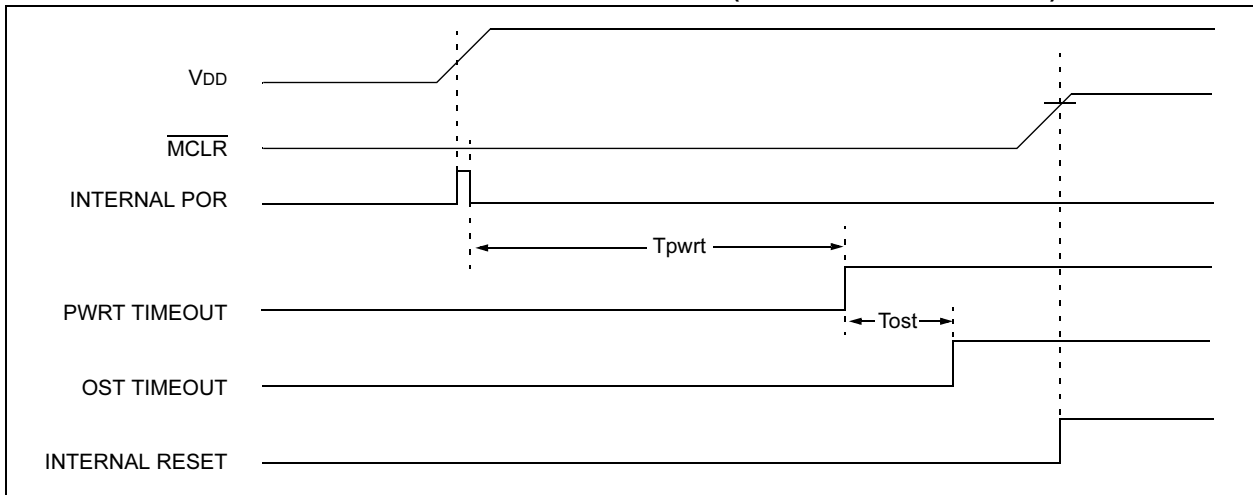 VDD
MCLR
INTERNAL POR
Tpwrt
PWRT TIMEOUT
Tost
OST TIMEOUT
INTERNAL RESET